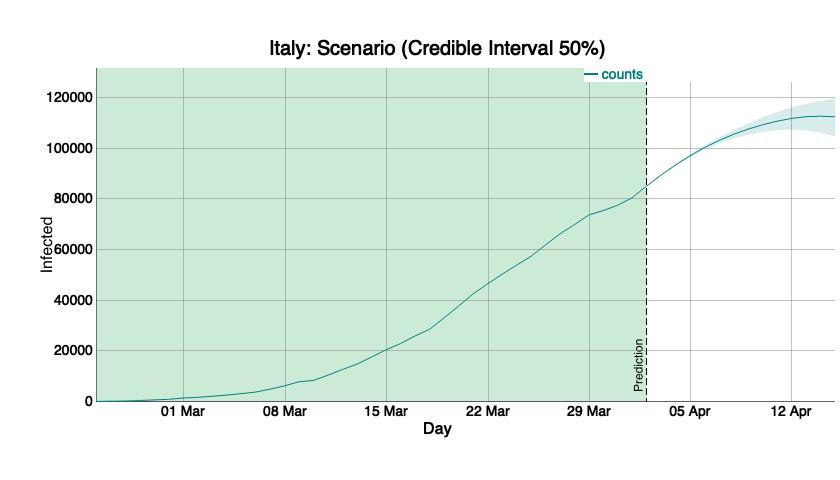 Italy: Scenario (Credible Interval 50%)
counts
120000
100000
80000
60000
40000
20000
0
Infected
Prediction
01 Mar 08 Mar 15 Mar 22 Mar 29 Mar 05 Apr 12 Apr
Day